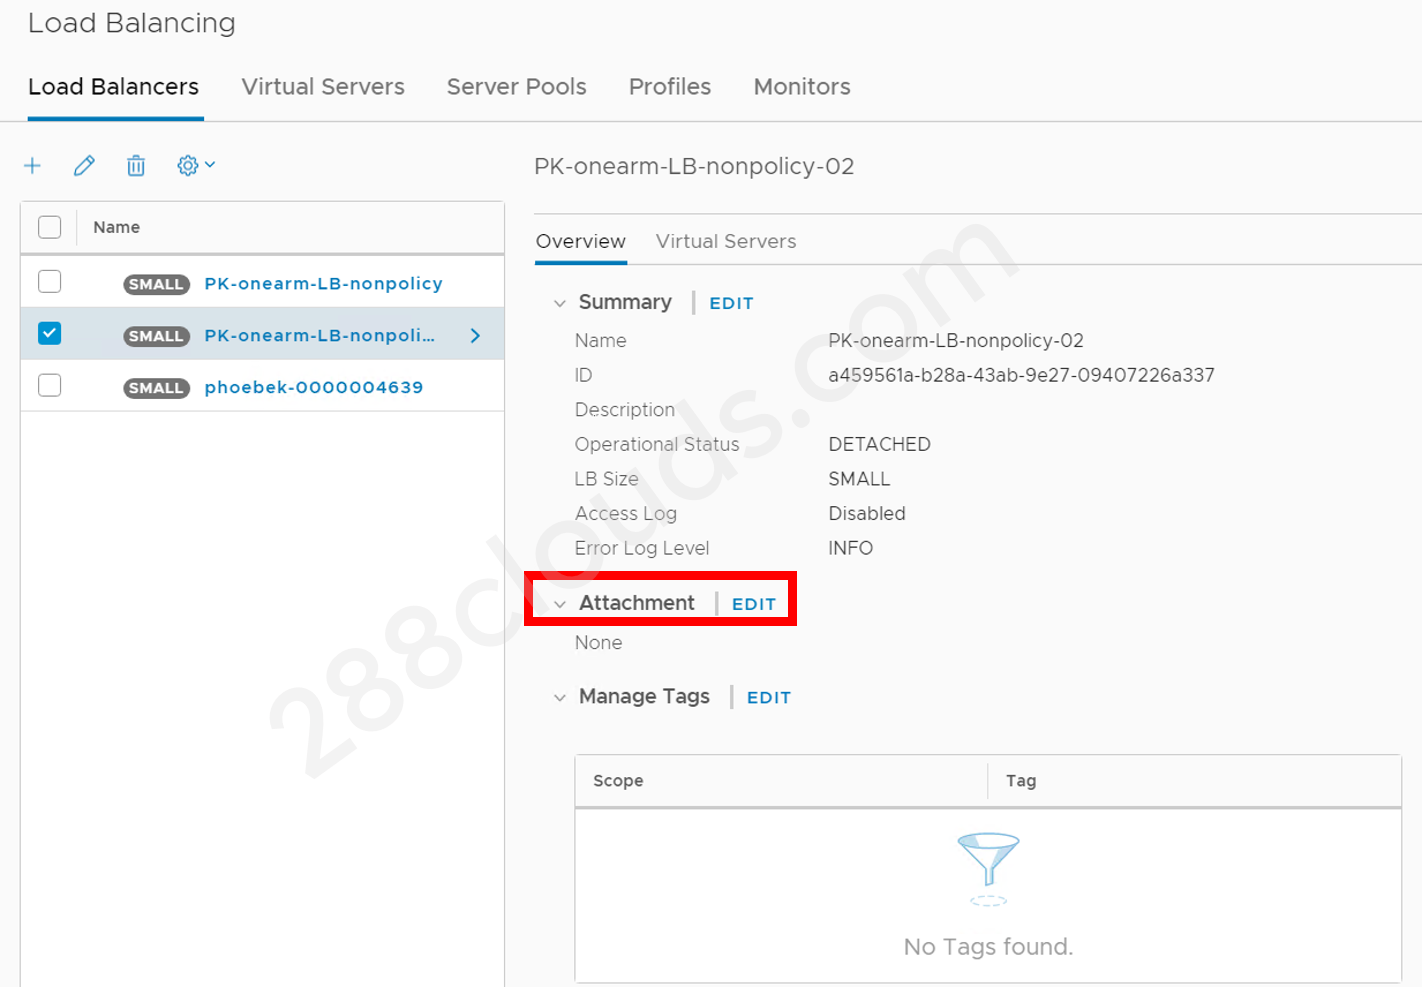 Load Balancing
Load Balancers Virtual Servers Server Pools Profiles Monitors
Name
SMALL PK-onearm-LB-nonpolicy
SMALL PK-onearm-LB-nonpoli...
SMALL phoebek-0000004639
PK-onearm-LB-nonpolicy-02
Overview Virtual Servers
Summary | EDIT
Name PK-onearm-LB-nonpolicy-02
ID a459561a-b28a-43ab-9e27-09407226a337
Description
Operational Status DETACHED
LB Size SMALL
Access Log Disabled
Error Log Level INFO
Attachment | EDIT
None
Manage Tags | EDIT
Scope Tag
No Tags found.
288clouds.com